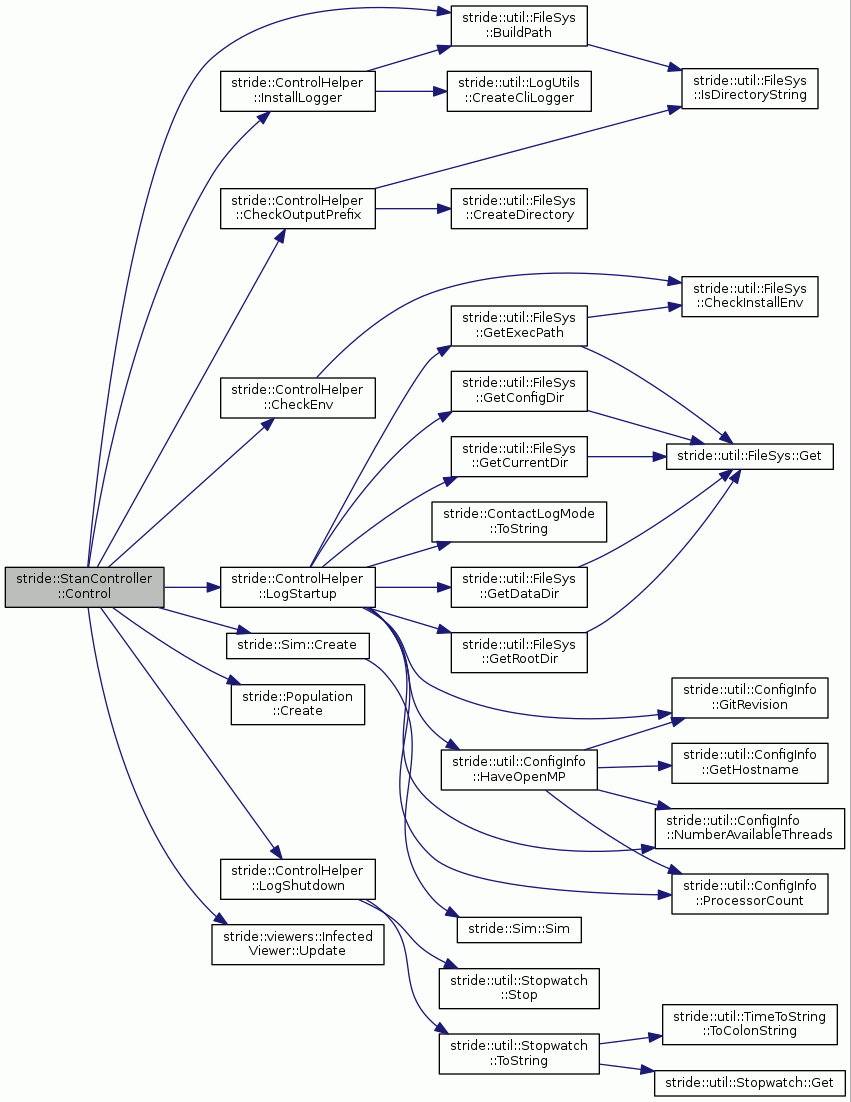 stride::util::FileSys
::BuildPath
stride::ControlHelper
::InstallLogger
stride::util::LogUtils
::CreateCliLogger
stride::util::FileSys
::IsDirectoryString
stride::ControlHelper
::CheckOutputPrefix
stride::util::FileSys
::CreateDirectory
stride::util::FileSys
::CheckInstallEnv
stride::util::FileSys
::GetExecPath
stride::ControlHelper
::CheckEnv
stride::util::FileSys
::GetConfigDir
stride::util::FileSys
::GetCurrentDir
stride::util::FileSys::Get
stride::ContactLogMode
::ToString
stride::StanController
::Control
stride::ControlHelper
::LogStartup
stride::util::FileSys
::GetDataDir
stride::Sim::Create
stride::util::FileSys
::GetRootDir
stride::Population
::Create
stride::util::ConfigInfo
::GitRevision
stride::util::ConfigInfo
::HaveOpenMP
stride::util::ConfigInfo
::GetHostname
stride::util::ConfigInfo
::NumberAvailableThreads
stride::ControlHelper
::LogShutdown
stride::util::ConfigInfo
::ProcessorCount
stride::Sim::Sim
stride::viewers::Infected
Viewer::Update
stride::util::Stopwatch
::Stop
stride::util::Stopwatch
::ToString
stride::util::TimeToString
::ToColonString
stride::util::Stopwatch::Get